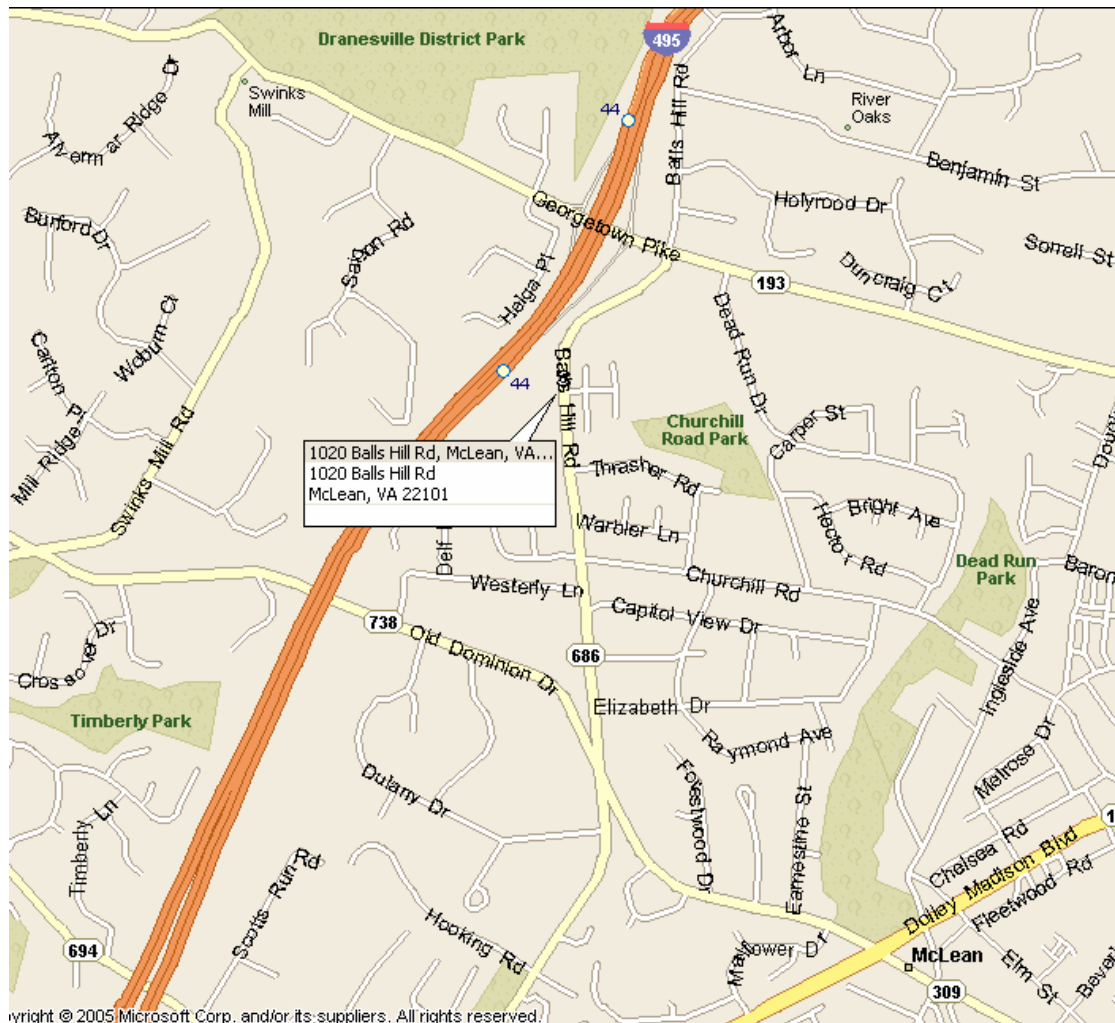 Dranesville District Park
495
Arbor Ln
Swinks
Mill
44
Balls Hill Rd
River
Oaks
Benjamin St
Georgetown Pike
Holyrood Dr
Burford Dr
Saigon Rd
Helga Pl
Sorrell St
Duncraig Ct
193
Dead Run Dr
Woburn Ct
Carlton Pl
Mill Ridge
44
Balls Hill Rd
Swinks Mill Rd
Churchill
Road Park
Carper St
1020 Balls Hill Rd, McLean, VA...
1020 Balls Hill Rd
McLean, VA 22101
Thrasher Rd
Bright Ave
Hector Rd
Warbler Ln
Delf
Dead Run
Park
Baron
Westerly Ln
Churchill Rd
Capitol View Dr
738
Old Dominion Dr
686
Crossover Dr
Ingleside Ave
Timberly Park
Elizabeth Dr
Raymond Ave
Melrose Dr
Forestwood Dr
Dulany Dr
Earnestine St
Timberly Ln
Chelsea Rd
Dolley Madison Blvd
Fleetwood Rd
Scotts Run Rd
Hooking Rd
694
McLean
Elm St
309
yright © 2005 Microsoft Corp. and/or its suppliers. All rights reserved.